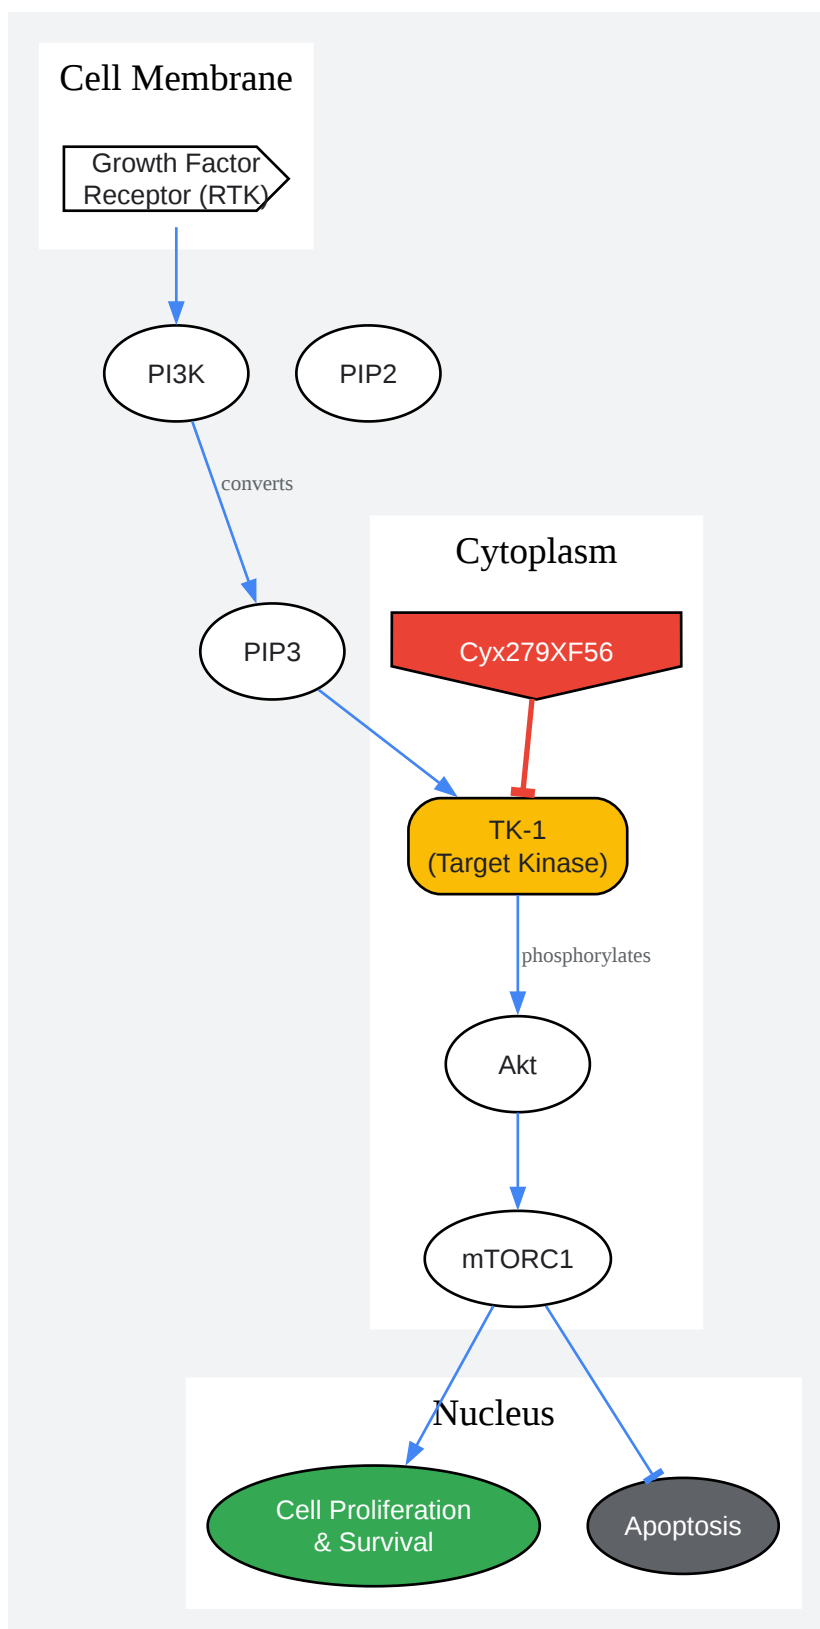 Cell Membrane
Growth Factor
Receptor (RTK)
PI3K
PIP2
converts
Cytoplasm
PIP3
Cyx279XF56
TK-1
(Target Kinase)
phosphorylates
Akt
mTORC1
Nucleus
Cell Proliferation
& Survival
Apoptosis